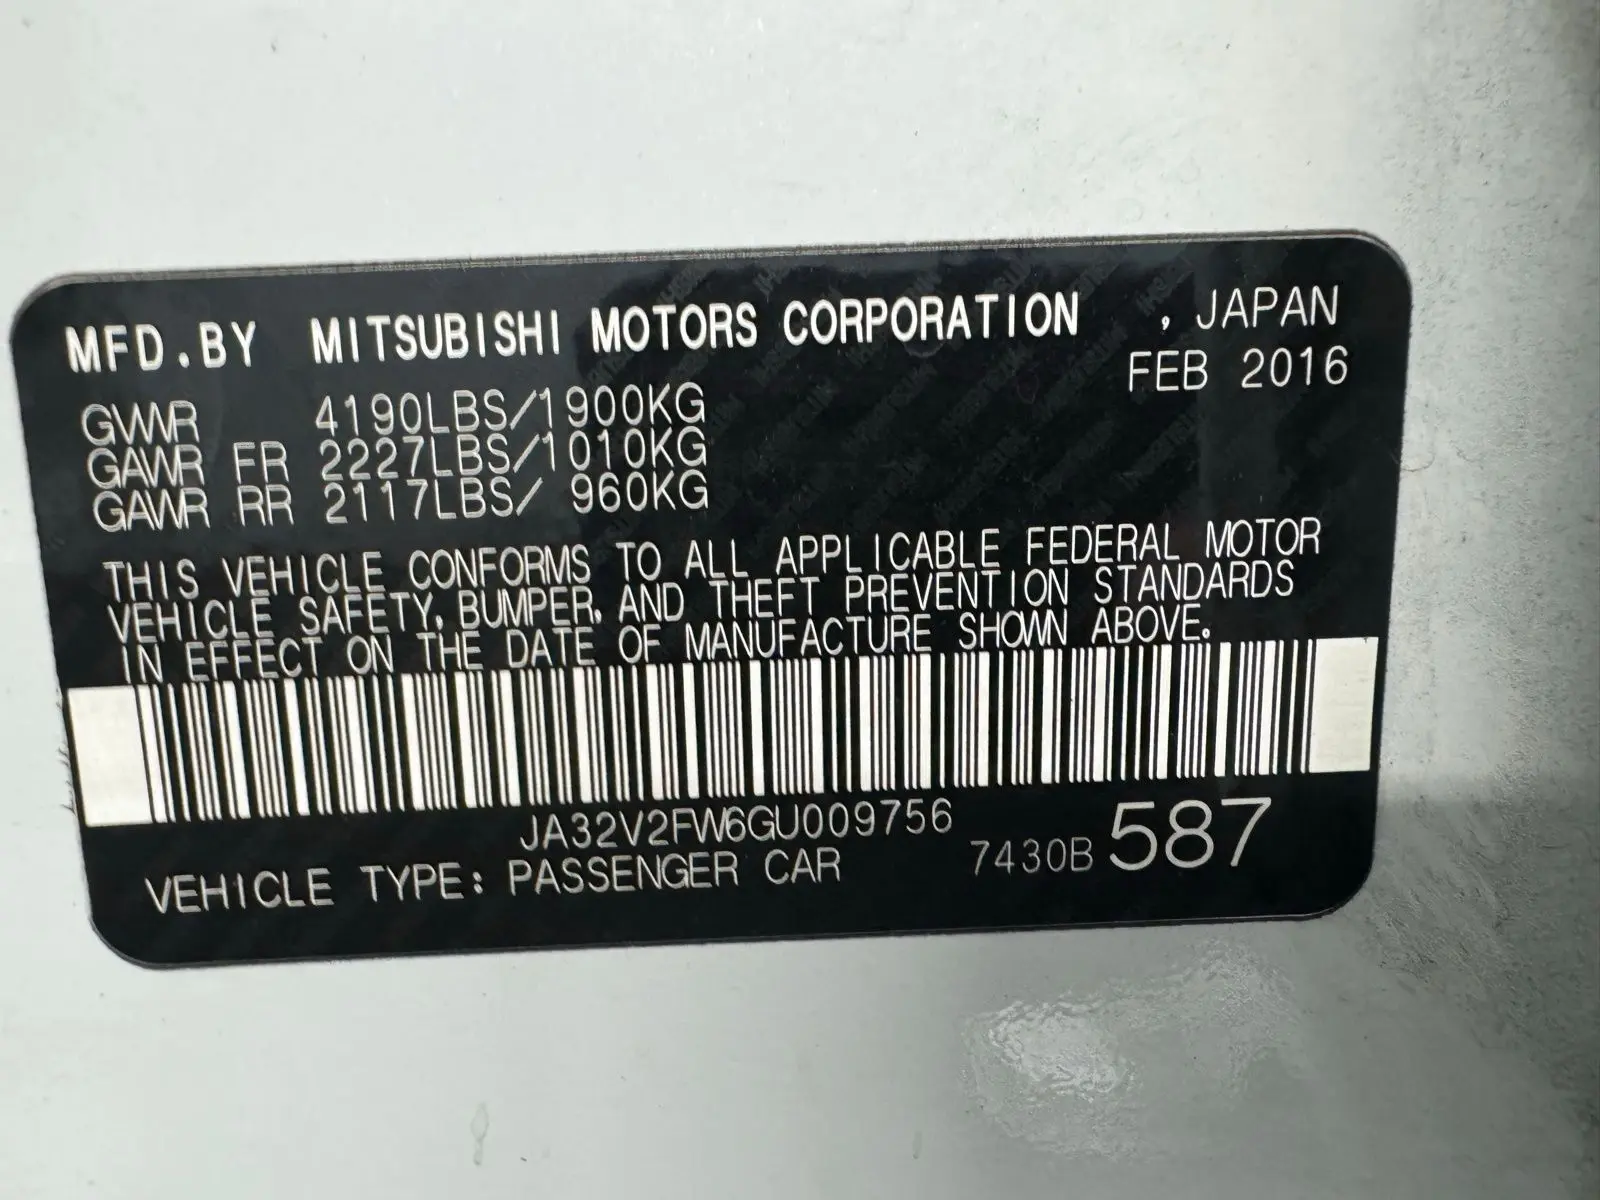 MFD.BY MITSUBISHI MOTORS CORPORATION , JAPAN
FEB 2016
GVWR 4190LBS/1900KG
GAWR FR 2227LBS/1010KG
GAWR RR 2117LBS/ 960KG
THIS VEHICLE CONFORMS TO ALL APPLICABLE FEDERAL MOTOR
VEHICLE SAFETY, BUMPER, AND THEFT PREVENTION STANDARDS
IN EFFECT ON THE DATE OF MANUFACTURE SHOWN ABOVE.
JA32V2FW6GU009756
VEHICLE TYPE: PASSENGER CAR 7430B 587